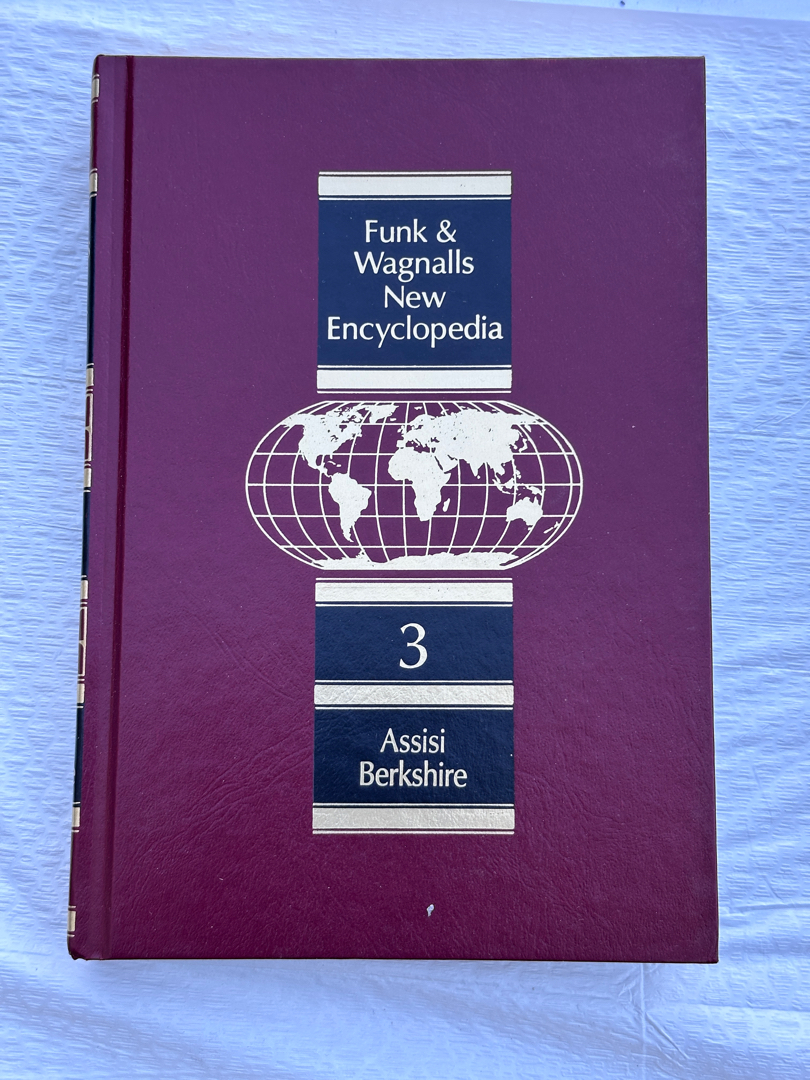 Funk &
Wagnalls
New
Encyclopedia
3
Assisi
Berkshire